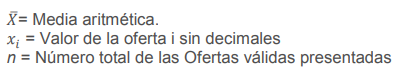 X̄= Media aritmética.
xᵢ = Valor de la oferta i sin decimales
n = Número total de las Ofertas válidas presentadas